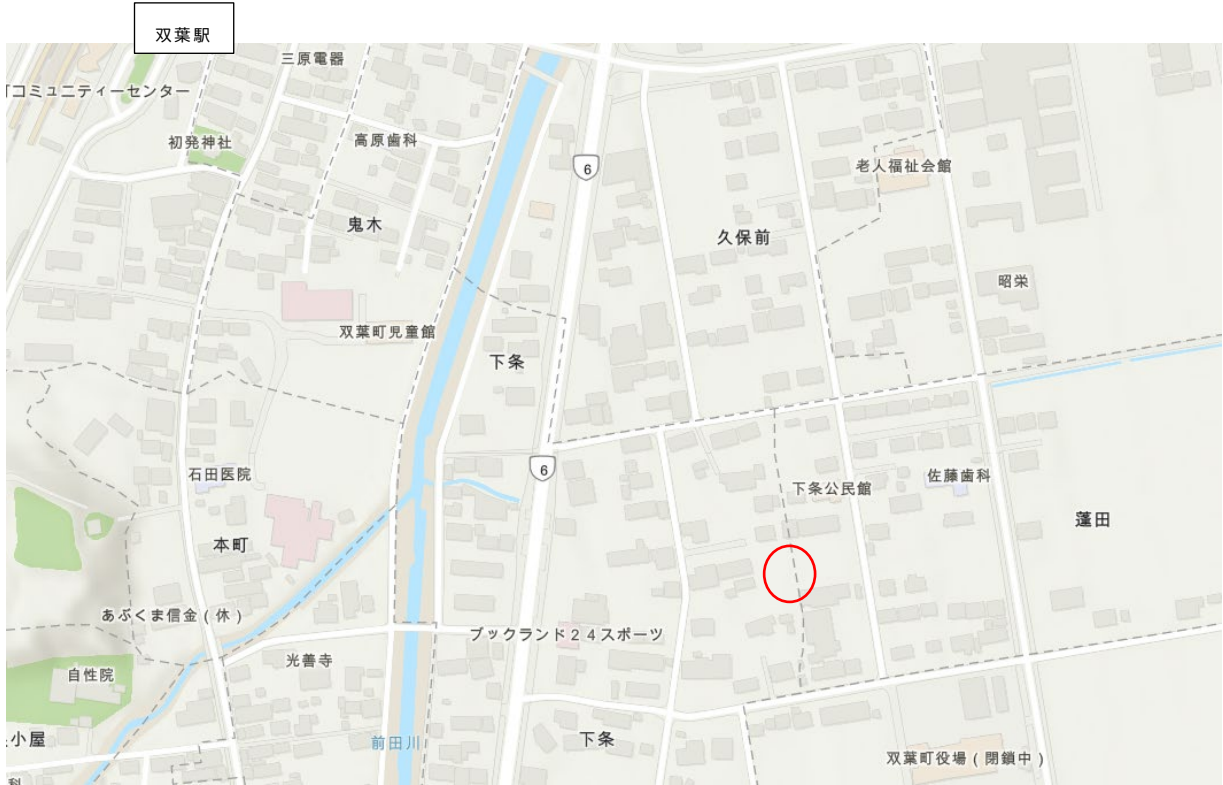 双葉駅
三原電器
コミュニティーセンター
初発神社
高原歯科
6
老人福祉会館
鬼木
久保前
昭栄
双葉町児童館
下条
6
石田医院
佐藤歯科
下条公民館
本町
蓬田
あぶくま信金(休)
ブックランド24スポーツ
光善寺
自性院
小屋
前田川
下条
双葉町役場(閉鎖中)